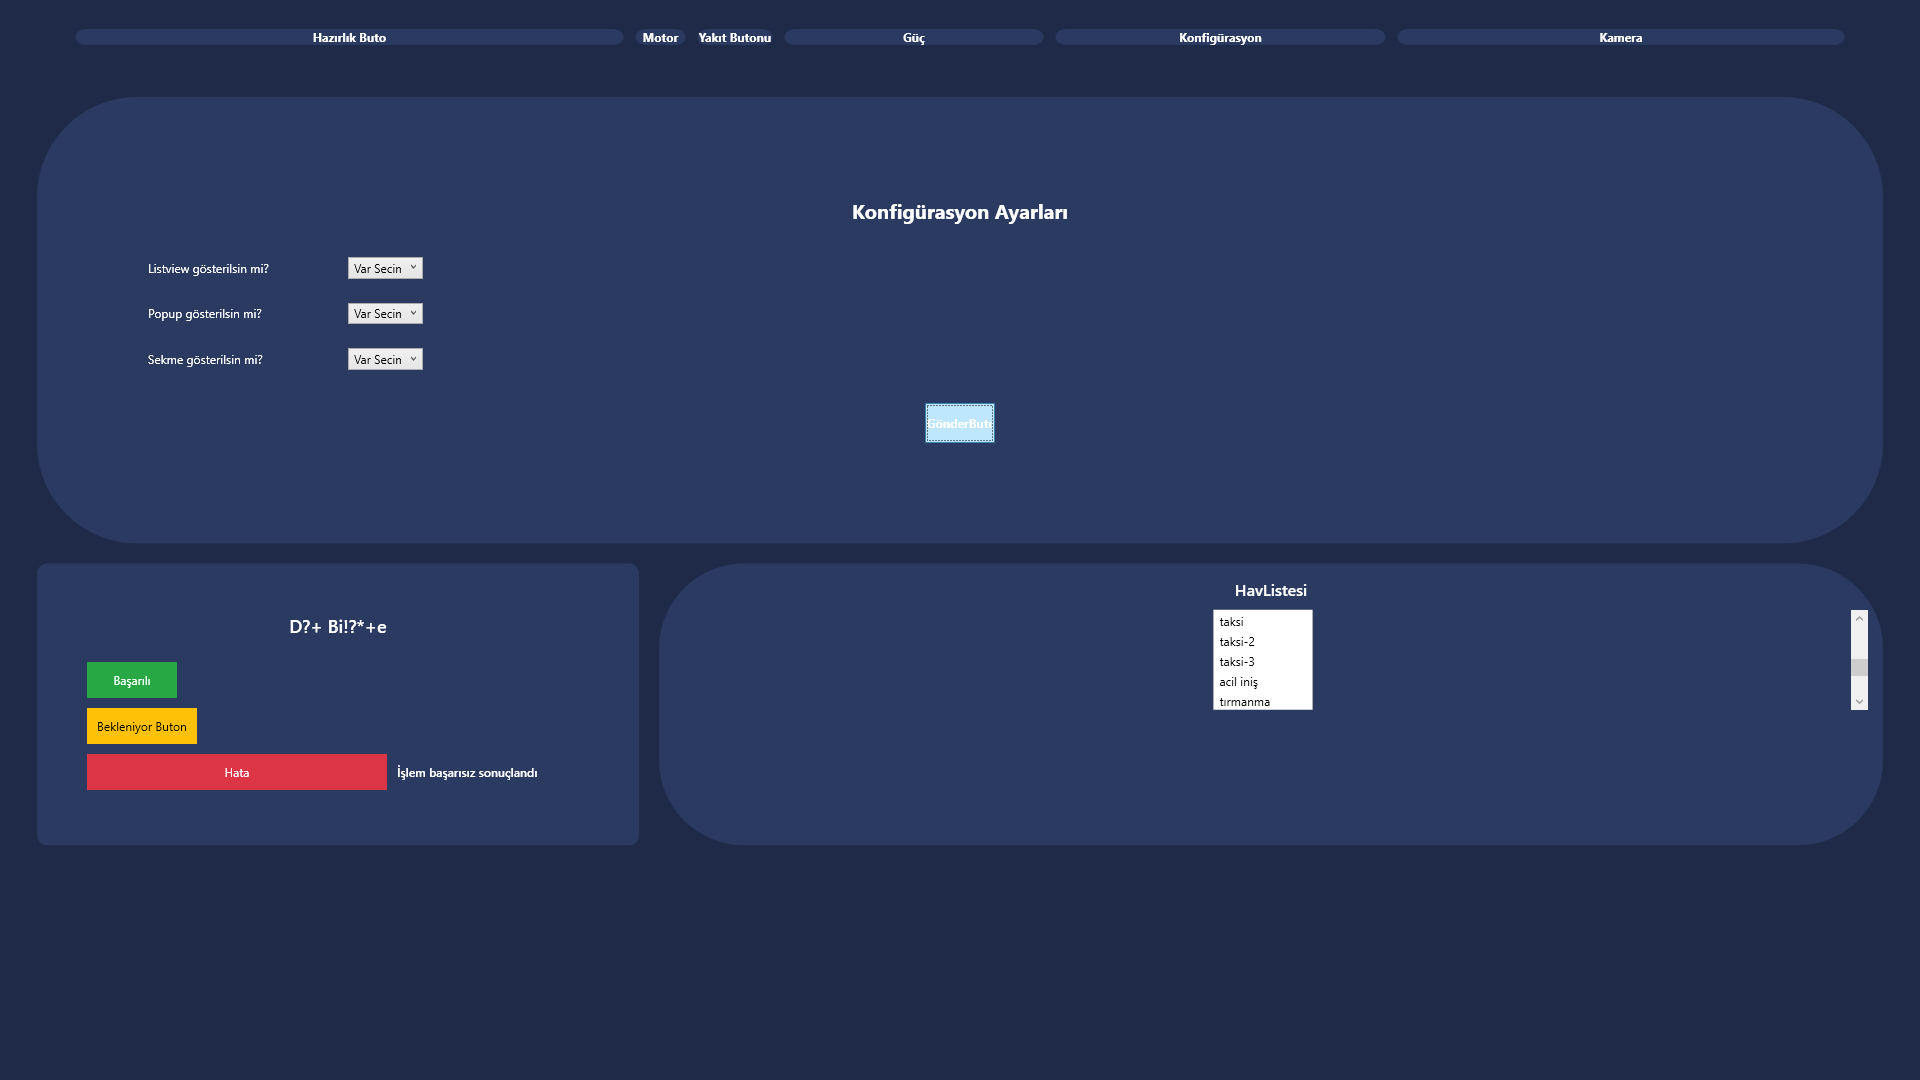 Hazırlık Buto
Motor
Yakıt Butonu
Güç
Konfigürasyon
Kamera
Konfigürasyon Ayarları
Listview gösterilsin mi?
Var Secin
Popup gösterilsin mi?
Var Secin
Sekme gösterilsin mi?
Var Secin
GönderBut
D?+ Bi!?*+e
Başarılı
Bekleniyor Buton
Hata
İşlem başarısız sonuçlandı
HavListesi
taksi
taksi-2
taksi-3
acil iniş
tırmanma